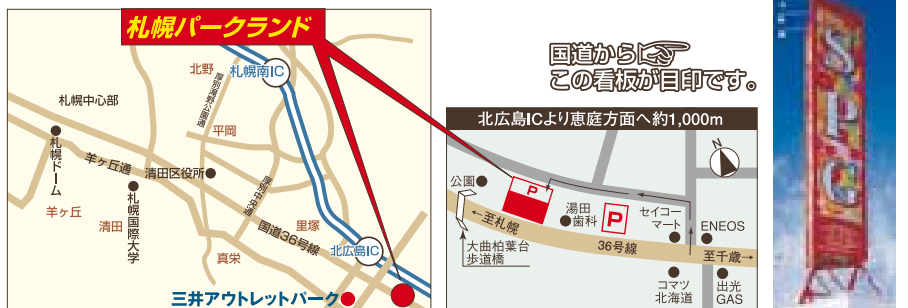 札幌パークランド
北野
札幌南IC
厚別滝野公園通
札幌中心部
平岡
札幌ドーム
羊ヶ丘通
清田区役所
羊ヶ丘
清田
札幌国際大学
厚別中央通
里塚
国道36号線
真栄
北広島IC
三井アウトレットパーク
国道から
この看板が目印です。
北広島ICより恵庭方面へ約1,000m
N
公園
P
←至札幌
湯田
歯科
P
セイコー
マート
ENEOS
大曲柏葉台
歩道橋
36号線
至千歳→
コマツ
北海道
出光
GAS